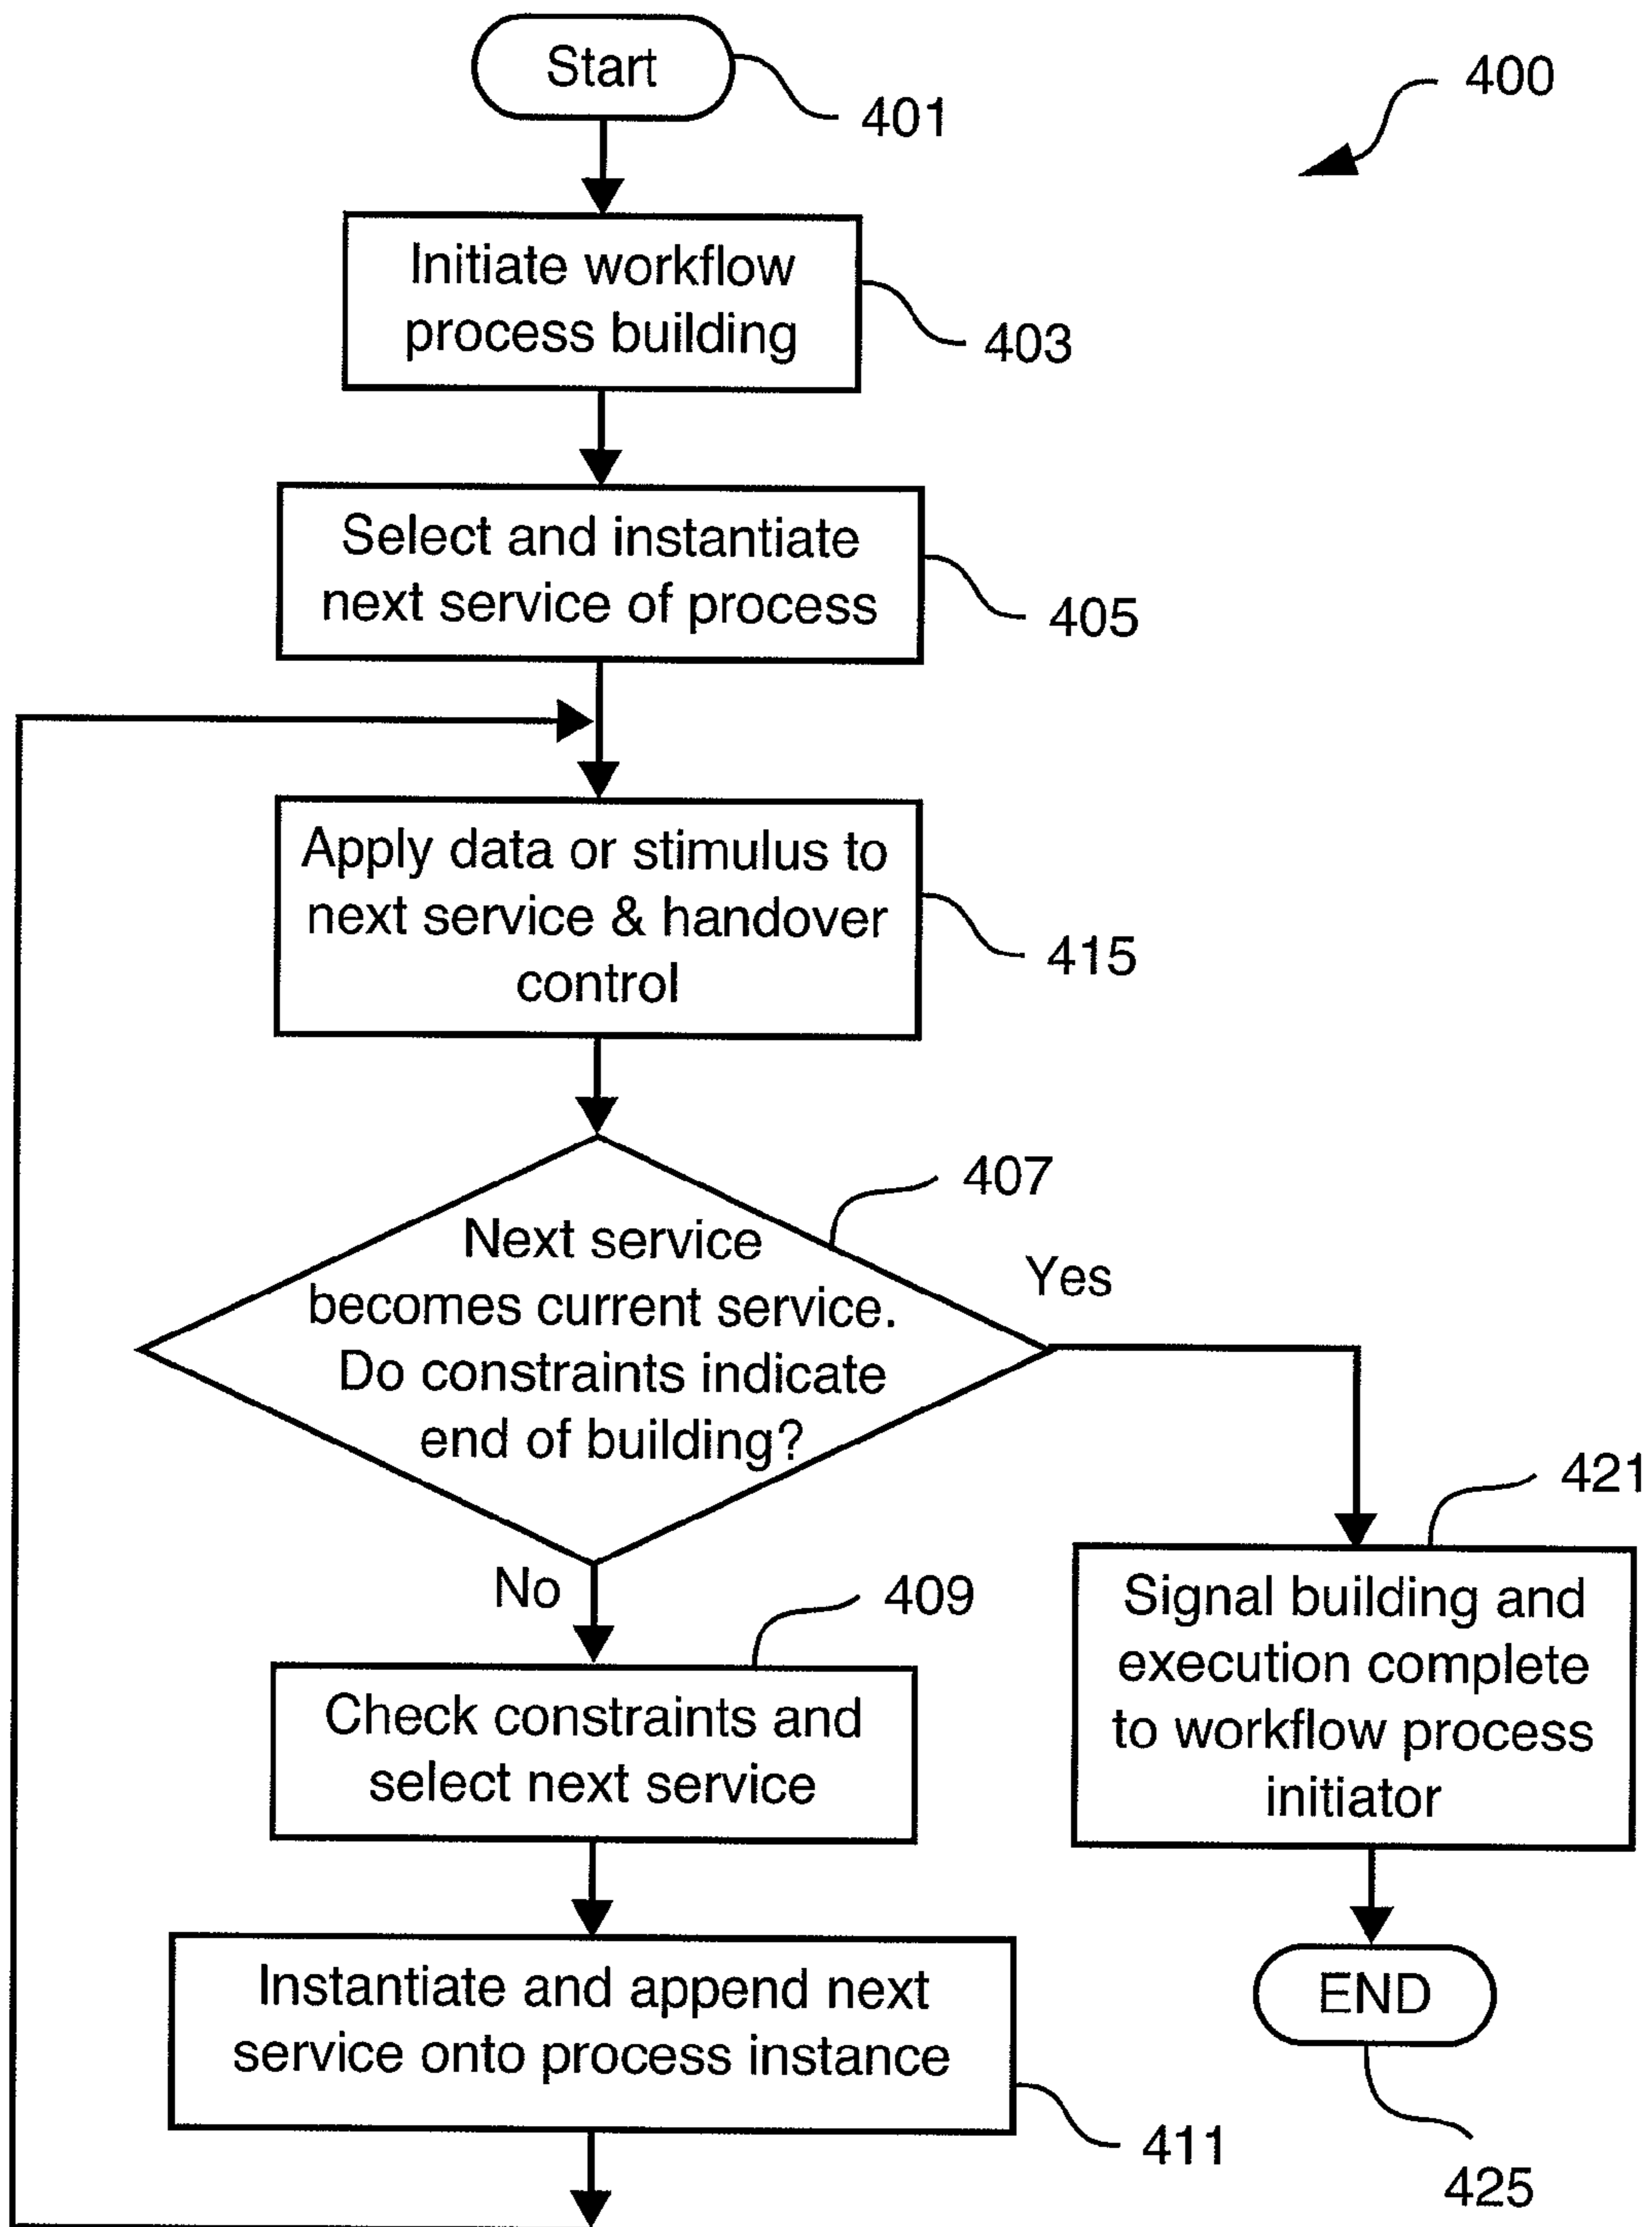 Start
401
400
Initiate workflow
process building
403
Select and instantiate
next service of process
405
Apply data or stimulus to
next service & handover
control
415
407
Next service
becomes current service.
Do constraints indicate
end of building?
Yes
No
409
421
Check constraints and
select next service
Signal building and
execution complete
to workflow process
initiator
Instantiate and append next
service onto process instance
411
END
425